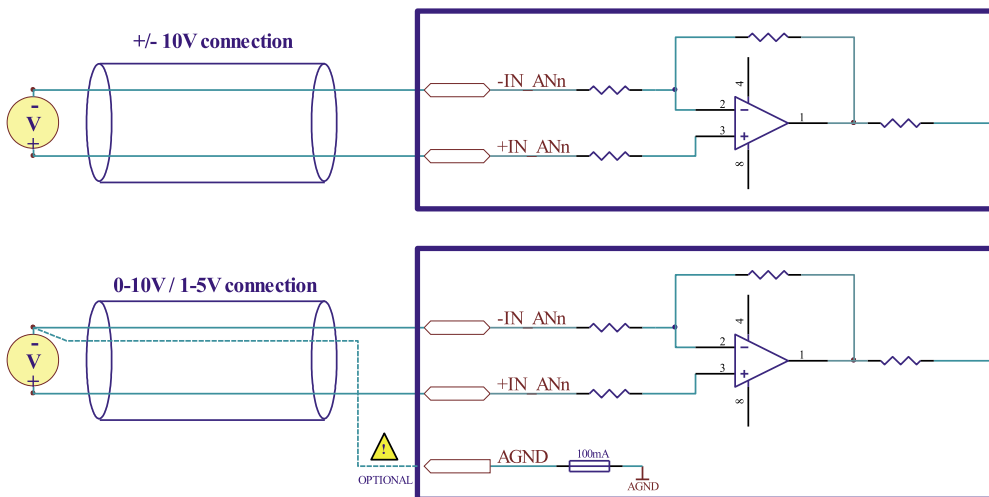 +/- 10V connection
-
V
+
-IN_ANn
+IN_ANn
4
2
3
1
8
0-10V / 1-5V connection
-
V
+
-IN_ANn
+IN_ANn
4
2
3
1
8
!
OPTIONAL
AGND
100mA
AGND